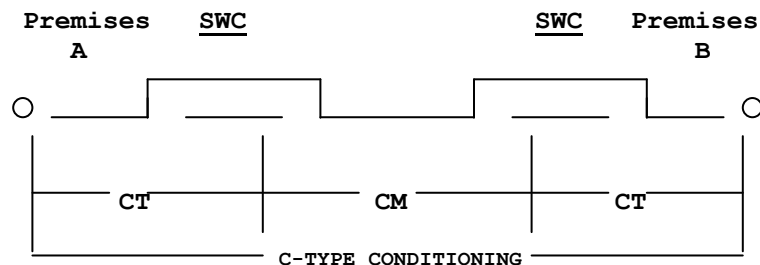 Premises SWC SWC Premises
A B
CT CM CT
C-TYPE CONDITIONING